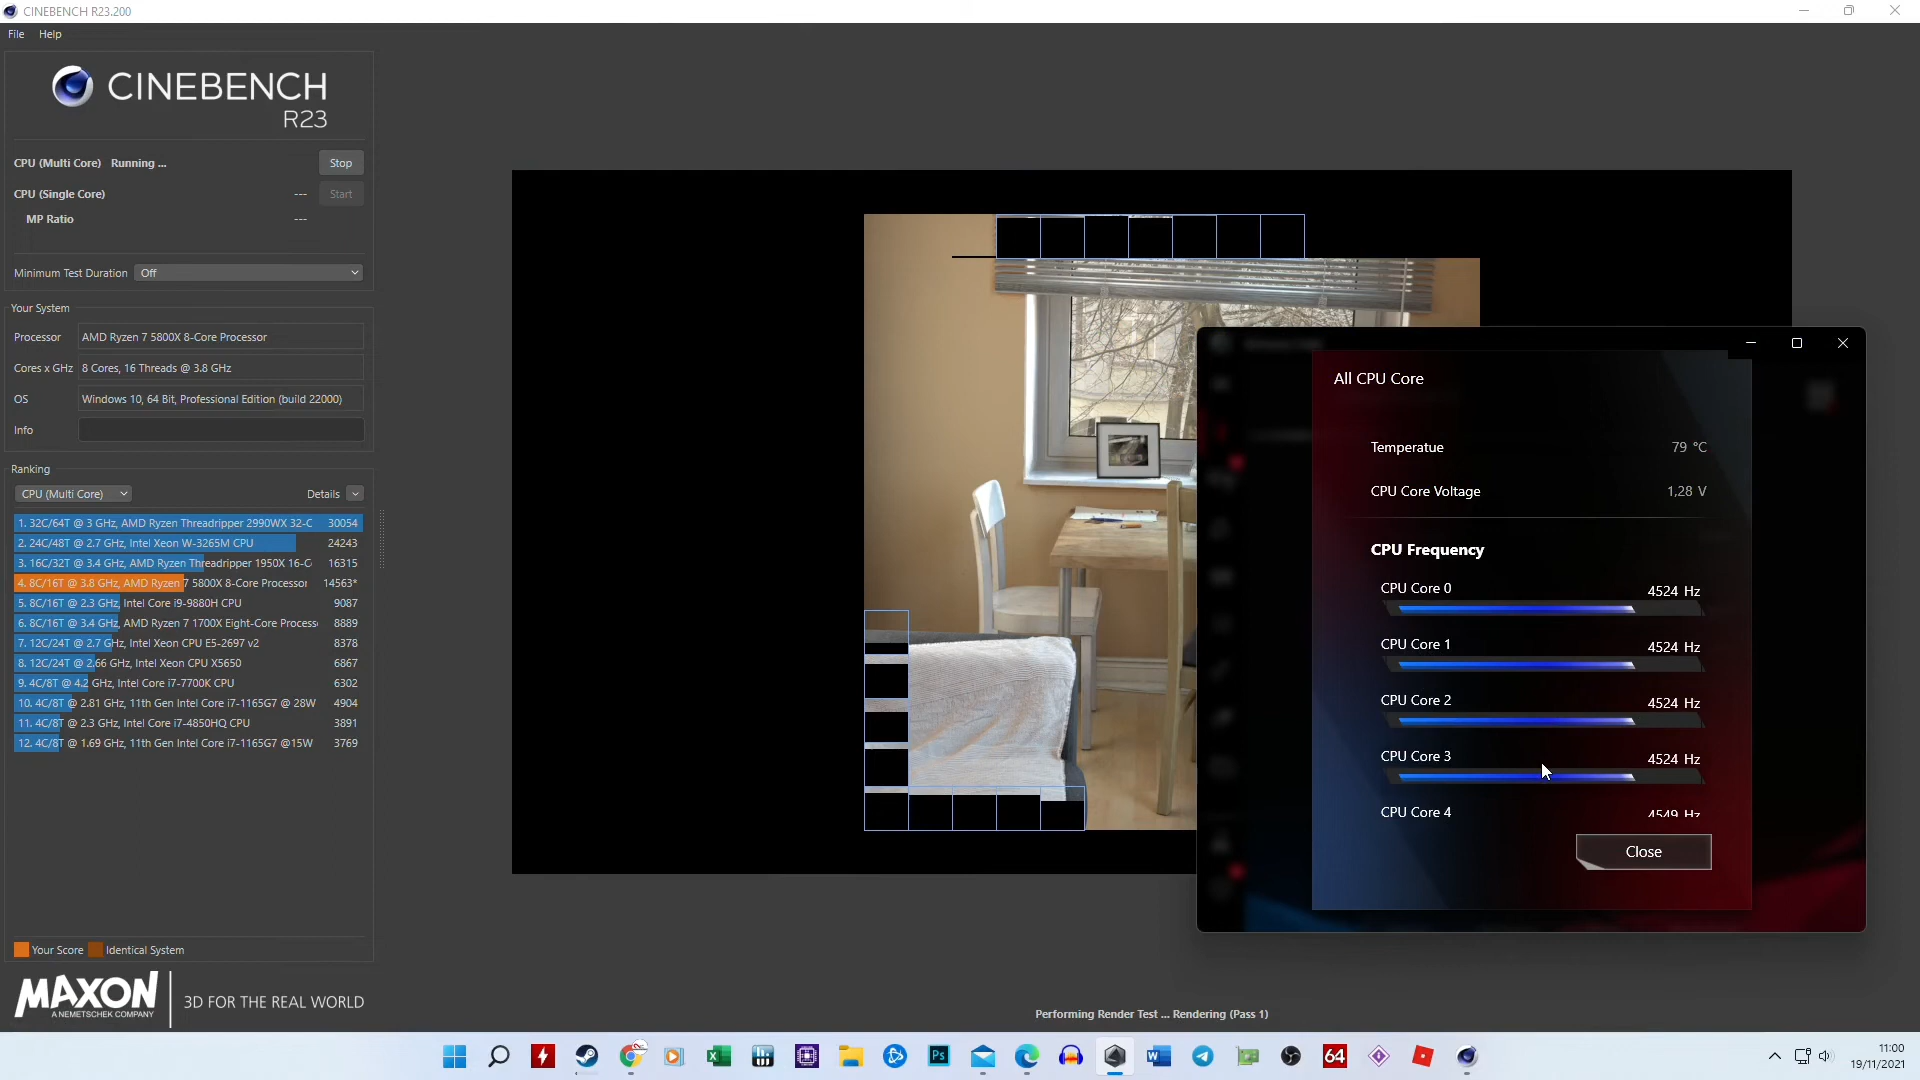 CINEBENCH R23.200
File Help
CINEBENCH
R23
CPU (Multi Core) Running ... Stop
CPU (Single Core) --- Start
MP Ratio ---
Minimum Test Duration Off
Your System
Processor AMD Ryzen 7 5800X 8-Core Processor
Cores x GHz 8 Cores, 16 Threads @ 3.8 GHz
OS Windows 10, 64 Bit, Professional Edition (build 22000)
Info
Ranking
CPU (Multi Core) Details
1. 32C/64T @ 3 GHz, AMD Ryzen Threadripper 2990WX 32-C 30054
2. 24C/48T @ 2.7 GHz, Intel Xeon W-3265M CPU 24243
3. 16C/32T @ 3.4 GHz, AMD Ryzen Threadripper 1950X 16-C 16315
4. 8C/16T @ 3.8 GHz, AMD Ryzen 7 5800X 8-Core Processor 14563*
5. 8C/16T @ 2.3 GHz, Intel Core i9-9880H CPU 9087
6. 8C/16T @ 3.4 GHz, AMD Ryzen 7 1700X Eight-Core Process 8889
7. 12C/24T @ 2.7 GHz, Intel Xeon CPU E5-2697 v2 8378
8. 12C/24T @ 2.66 GHz, Intel Xeon CPU X5650 6867
9. 4C/8T @ 4.2 GHz, Intel Core i7-7700K CPU 6302
10. 4C/8T @ 2.81 GHz, 11th Gen Intel Core i7-1165G7 @ 28W 4904
11. 4C/8T @ 2.3 GHz, Intel Core i7-4850HQ CPU 3891
12. 4C/8T @ 1.69 GHz, 11th Gen Intel Core i7-1165G7 @15W 3769
Your Score Identical System
MAXON
A NEMETSCHEK COMPANY
3D FOR THE REAL WORLD
All CPU Core
Temperatue 79 °C
CPU Core Voltage 1,28 V
CPU Frequency
CPU Core 0 4524 Hz
CPU Core 1 4524 Hz
CPU Core 2 4524 Hz
CPU Core 3 4524 Hz
CPU Core 4 4549 Hz
Close
Performing Render Test ... Rendering (Pass 1)
Ps
64
11:00
19/11/2021